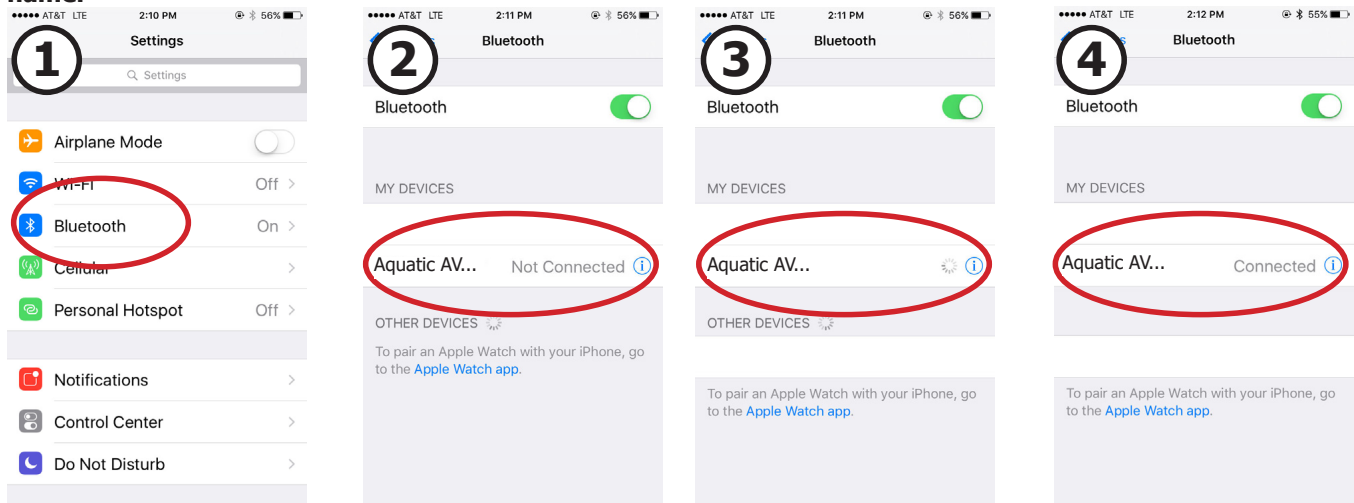 name.
AT&T LTE 2:10 PM 56%
1
Settings
Settings
Airplane Mode
Wi-Fi Off
Bluetooth On
Cellular
Personal Hotspot Off
Notifications
Control Center
Do Not Disturb
AT&T LTE 2:11 PM 56%
2
Bluetooth
Bluetooth
MY DEVICES
Aquatic AV... Not Connected i
OTHER DEVICES
To pair an Apple Watch with your iPhone, go
to the Apple Watch app.
AT&T LTE 2:11 PM 56%
3
Bluetooth
Bluetooth
MY DEVICES
Aquatic AV... i
OTHER DEVICES
To pair an Apple Watch with your iPhone, go
to the Apple Watch app.
AT&T LTE 2:12 PM 55%
4
Bluetooth
Bluetooth
MY DEVICES
Aquatic AV... Connected i
To pair an Apple Watch with your iPhone, go
to the Apple Watch app.